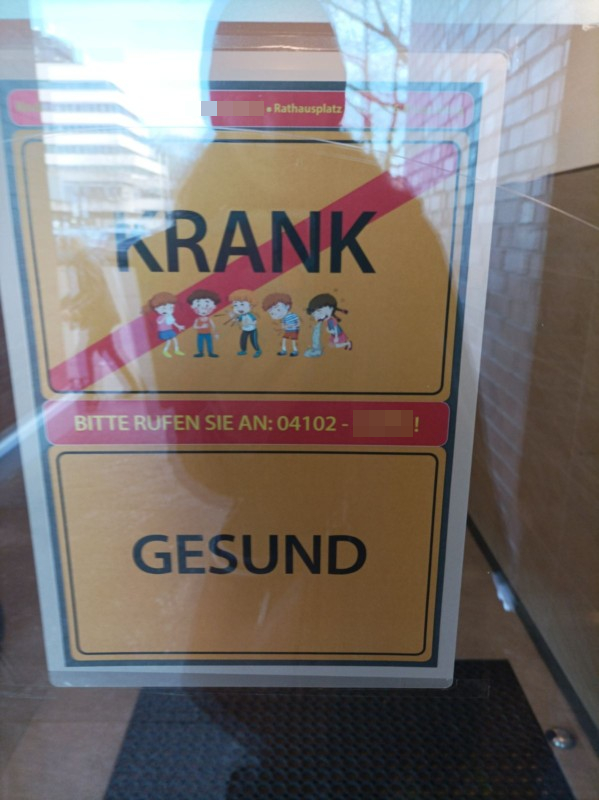 • Rathausplatz
KRANK
BITTE RUFEN SIE AN: 04102 - !
GESUND